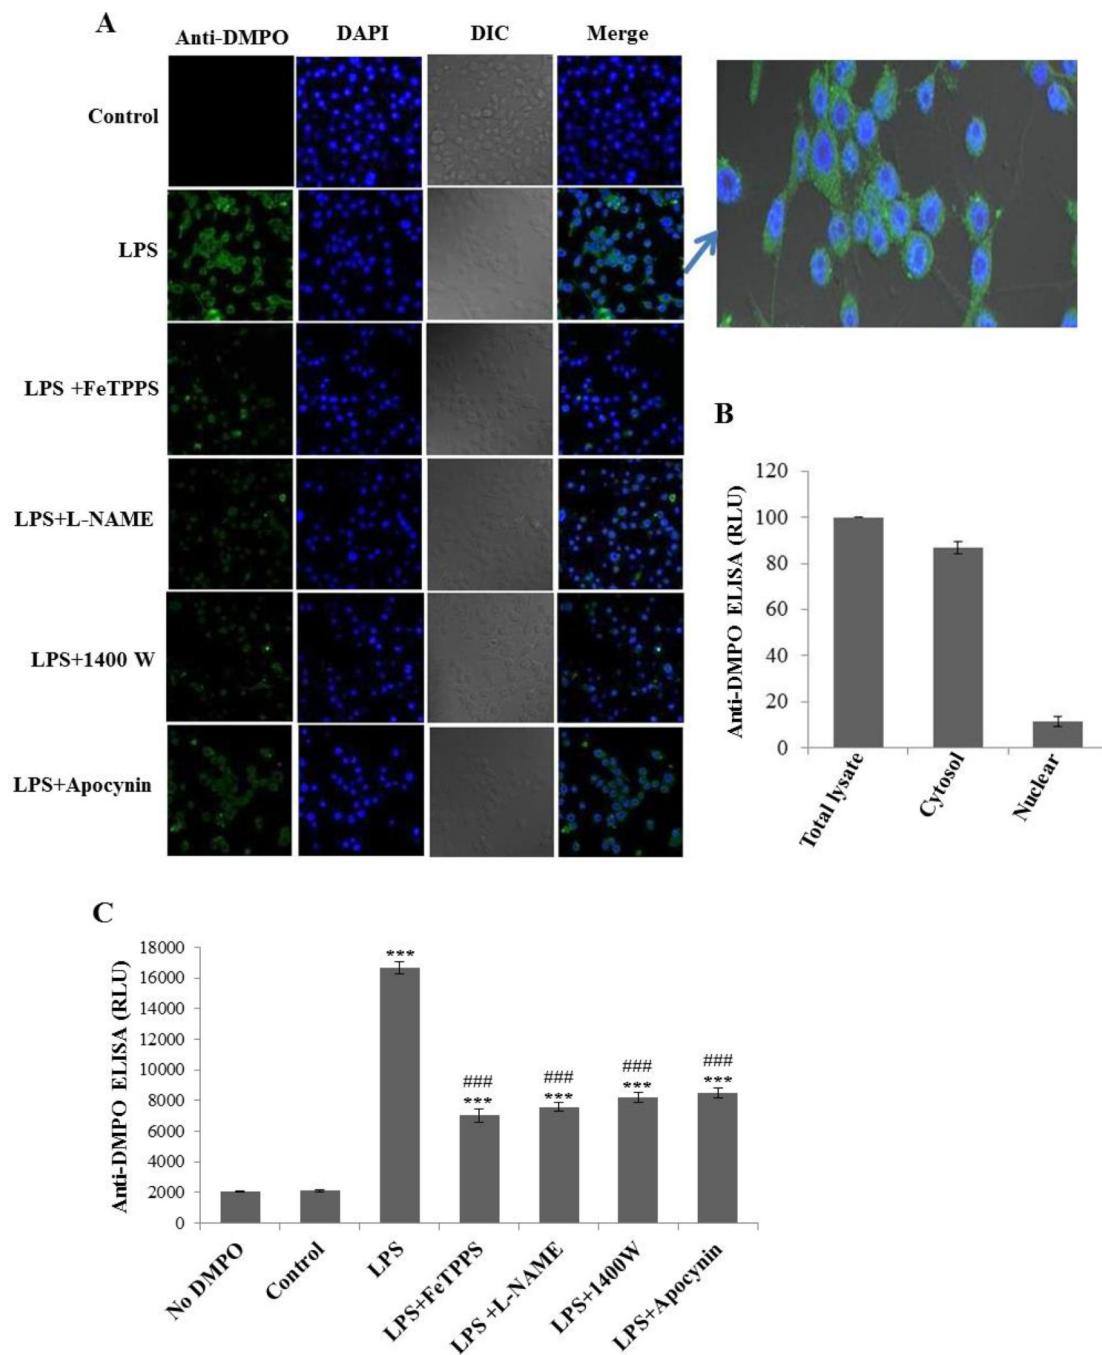 A
Anti-DMPO DAPI DIC Merge
Control
LPS
LPS +FeTPPS
LPS+L-NAME
LPS+1400 W
LPS+Apocynin
B
Anti-DMPO ELISA (RLU)
120
100
80
60
40
20
0
Total lysate
Cytosol
Nuclear
C
Anti-DMPO ELISA (RLU)
18000
16000
14000
12000
10000
8000
6000
4000
2000
0
***
###
***
###
***
###
***
###
***
No DMPO
Control
LPS
LPS+FeTPPS
LPS +L-NAME
LPS+1400W
LPS+Apocynin